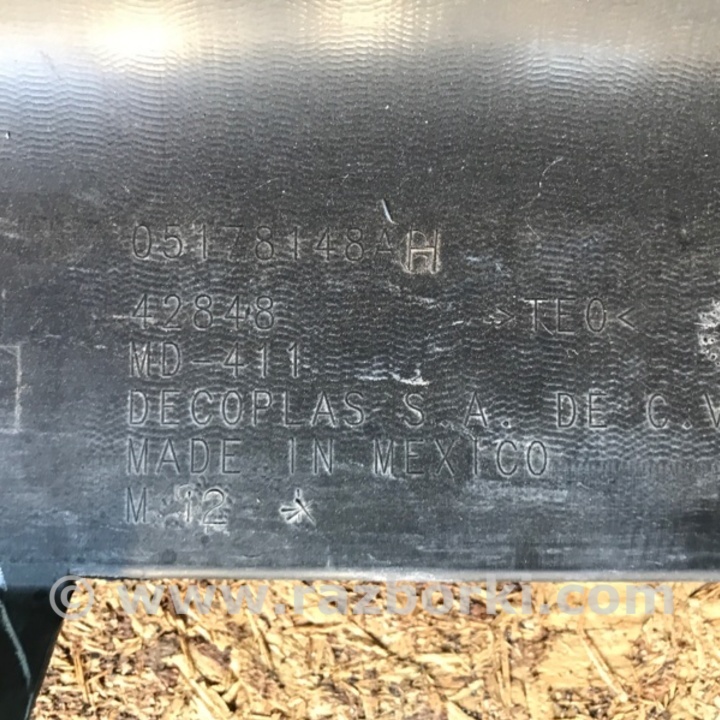 05178148AH
42848 >TEO<
MD-411
DECOPLAS S.A. DE C.V
MADE IN MEXICO
M 12
© www.razborki.com